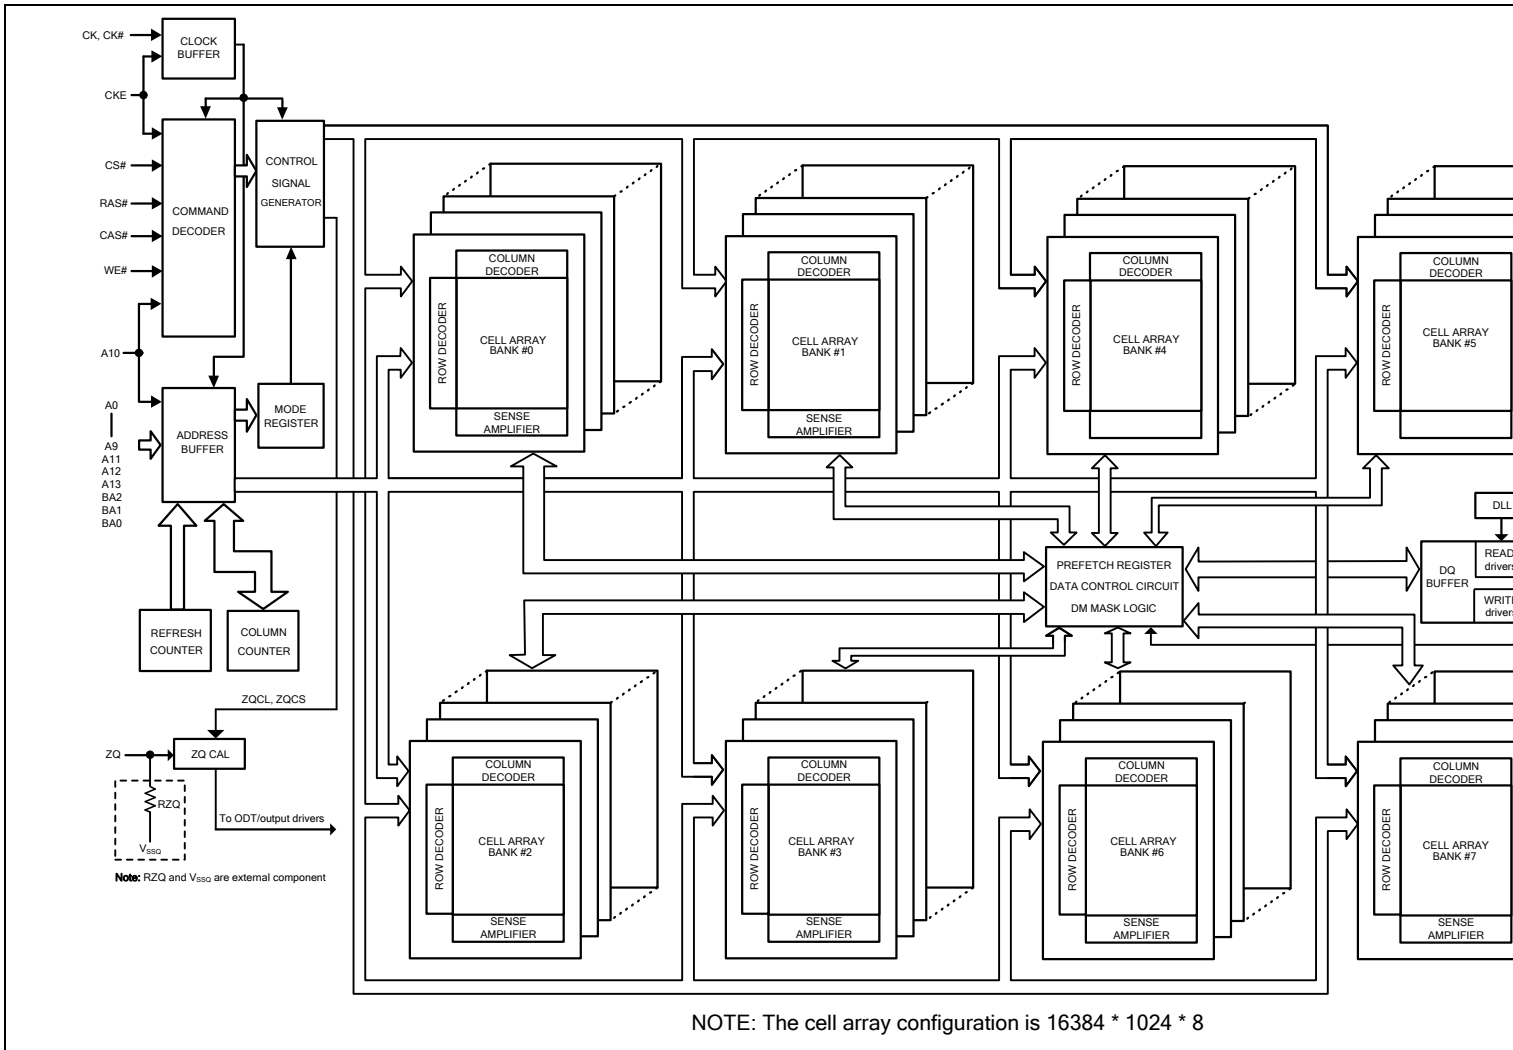 CK, CK#
CLOCK
BUFFER
CKE
CS#
RAS#
CAS#
WE#
COMMAND
DECODER
CONTROL
SIGNAL
GENERATOR
A10
A0
A9
A11
A12
A13
BA2
BA1
BA0
ADDRESS
BUFFER
MODE
REGISTER
REFRESH
COUNTER
COLUMN
COUNTER
ZQCL, ZQCS
ZQ
ZQ CAL
RZQ
VSSQ
To ODT/output drivers
Note: RZQ and VSSQ are external component
COLUMN
DECODER
ROW DECODER
CELL ARRAY
BANK #0
SENSE
AMPLIFIER
COLUMN
DECODER
ROW DECODER
CELL ARRAY
BANK #1
SENSE
AMPLIFIER
COLUMN
DECODER
ROW DECODER
CELL ARRAY
BANK #4
COLUMN
DECODER
ROW DECODER
CELL ARRAY
BANK #5
PREFETCH REGISTER
DATA CONTROL CIRCUIT
DM MASK LOGIC
DLL
DQ
BUFFER
READ
drivers
WRITE
drivers
COLUMN
DECODER
ROW DECODER
CELL ARRAY
BANK #2
SENSE
AMPLIFIER
COLUMN
DECODER
ROW DECODER
CELL ARRAY
BANK #3
SENSE
AMPLIFIER
COLUMN
DECODER
ROW DECODER
CELL ARRAY
BANK #6
SENSE
AMPLIFIER
COLUMN
DECODER
ROW DECODER
CELL ARRAY
BANK #7
SENSE
AMPLIFIER
NOTE: The cell array configuration is 16384 * 1024 * 8